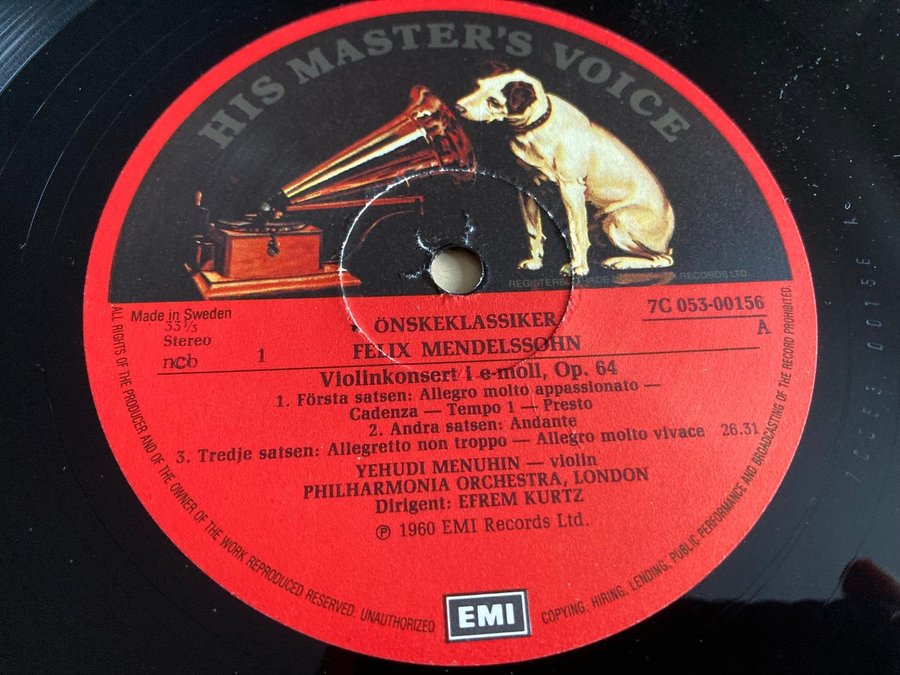 HIS MASTER'S VOICE
RECORDS LTD
Made in Sweden
33 1/3
Stereo
ncb
1
7C 053-00156
A
ÖNSKEKLASSIKER
FELIX MENDELSSOHN
Violinkonsert i e-moll, Op. 64
1. Första satsen: Allegro molto appassionato —
Cadenza — Tempo 1 — Presto
2. Andra satsen: Andante
3. Tredje satsen: Allegretto non troppo — Allegro molto vivace 26.31
YEHUDI MENUHIN — violin
PHILHARMONIA ORCHESTRA, LONDON
Dirigent: EFREM KURTZ
Ⓟ 1960 EMI Records Ltd.
ALL RIGHTS OF THE PRODUCER AND OF THE OWNER OF THE WORK REPRODUCED RESERVED. UNAUTHORIZED
EMI
COPYING, HIRING, LENDING, PUBLIC PERFORMANCE AND BROADCASTING OF THE RECORD PROHIBITED.